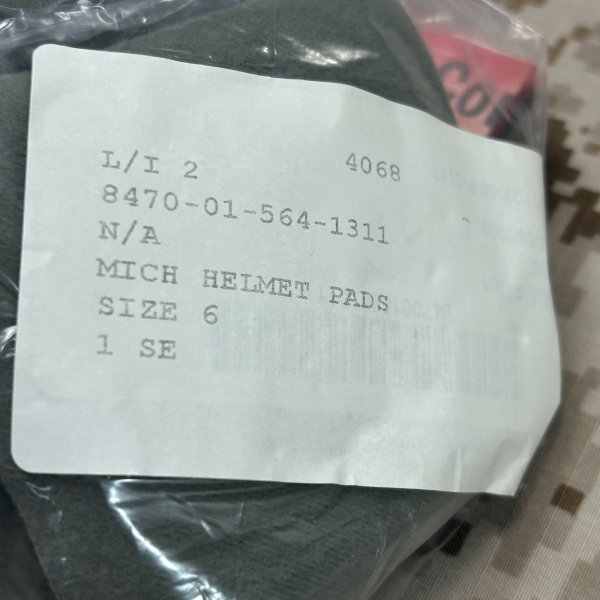 L/I 2 4068
8470-01-564-1311
N/A
MICH HELMET PADS
SIZE 6
1 SE